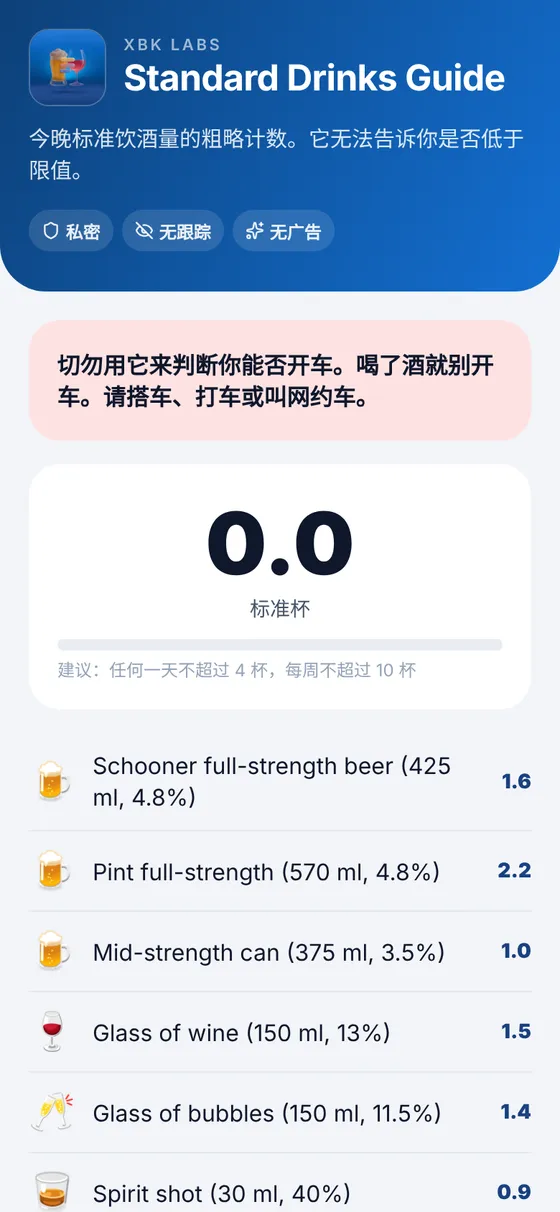 XBK LABS
Standard Drinks Guide
今晚标准饮酒量的粗略计数。它无法告诉你是否低于
限值。
私密
无跟踪
无广告
切勿用它来判断你能否开车。喝了酒就别开
车。请搭车、打车或叫网约车。
0.0
标准杯
建议：任何一天不超过 4 杯，每周不超过 10 杯
Schooner full-strength beer (425
ml, 4.8%)
1.6
Pint full-strength (570 ml, 4.8%)
2.2
Mid-strength can (375 ml, 3.5%)
1.0
Glass of wine (150 ml, 13%)
1.5
Glass of bubbles (150 ml, 11.5%)
1.4
Spirit shot (30 ml, 40%)
0.9